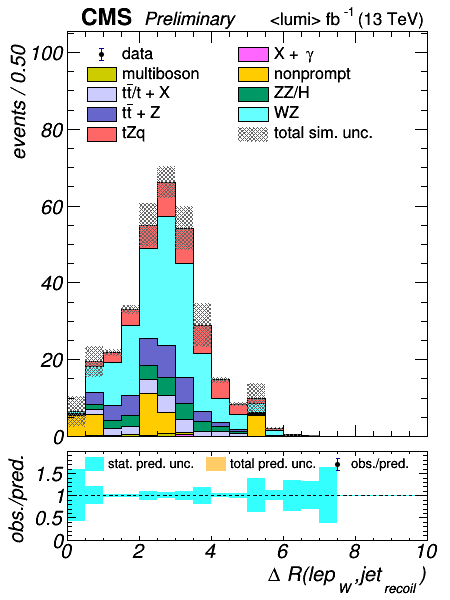 CMS Preliminary <lumi> fb⁻¹ (13 TeV)
events / 0.50
100
80
60
40
20
0
data
multiboson
tt̄/t + X
tt̄ + Z
tZq
X + γ
nonprompt
ZZ/H
WZ
total sim. unc.
obs./pred.
1.5
1
0.5
0
stat. pred. unc. total pred. unc. obs./pred.
0 2 4 6 8 10
Δ R(lep_W,jet_recoil)